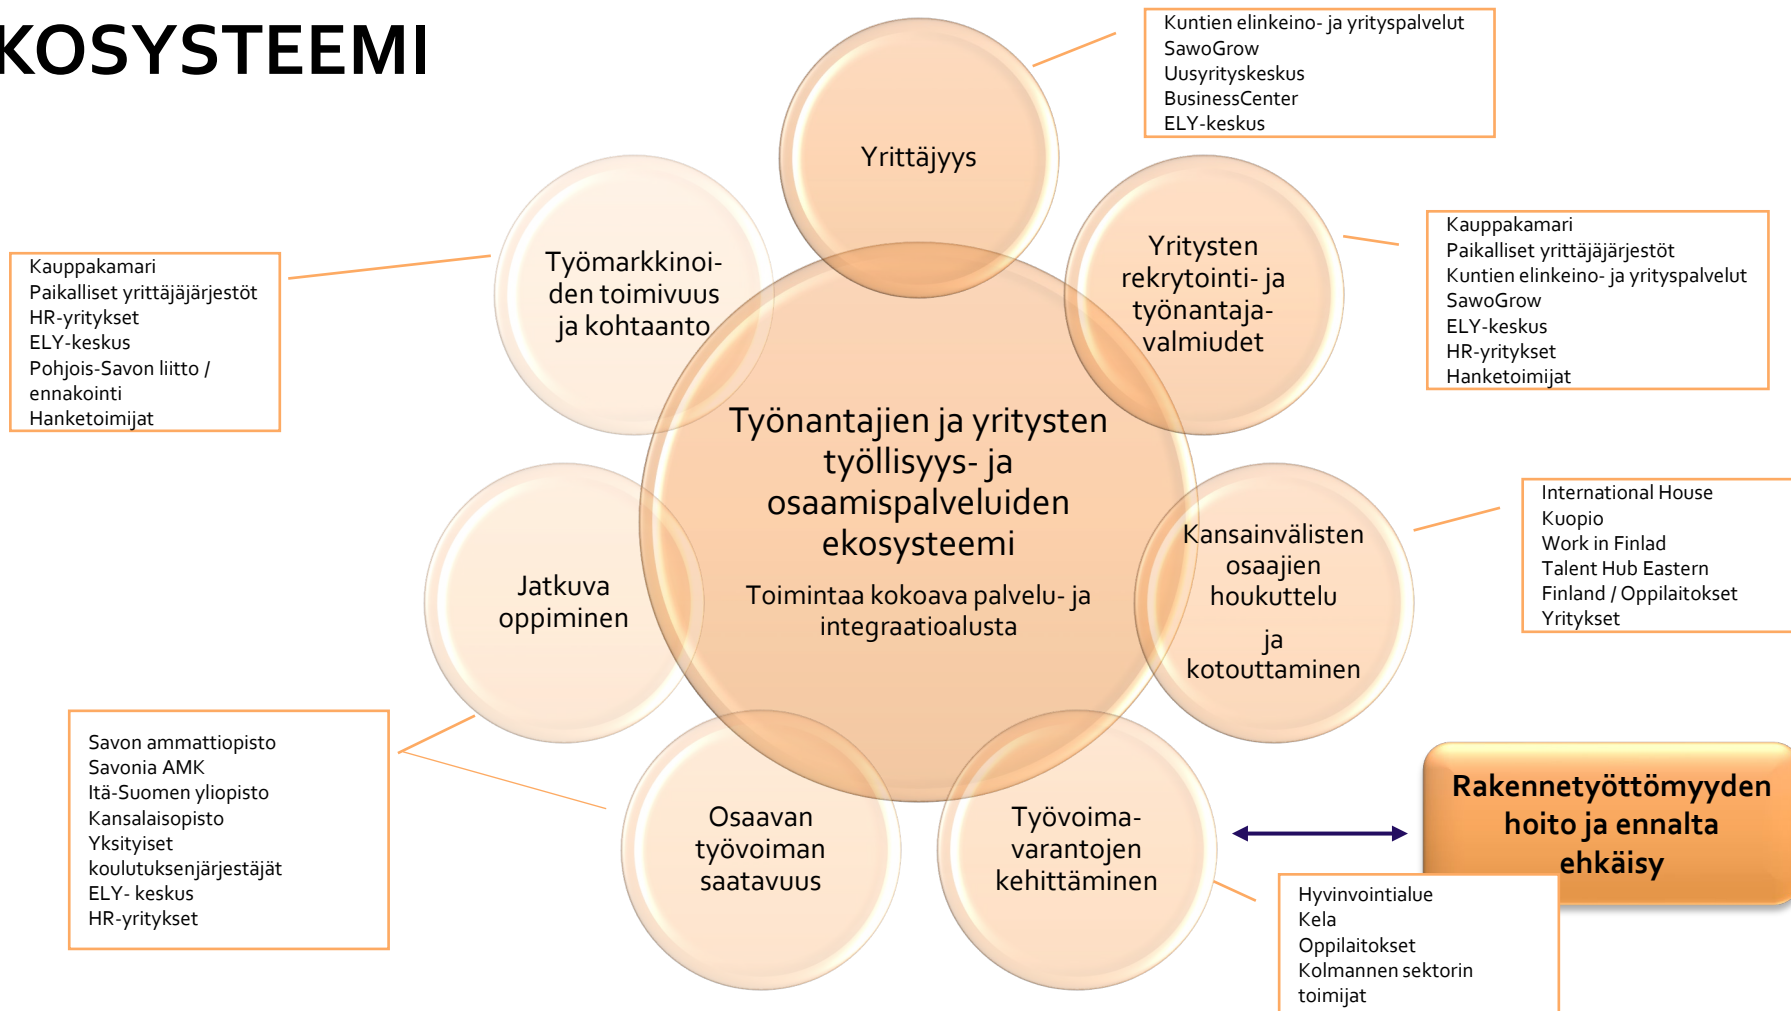 KOSYSTEEMI
Kuntien elinkeino- ja yrityspalvelut
SawoGrow
Uusyrityskeskus
BusinessCenter
ELY-keskus
Yrittäjyys
Kauppakamari
Paikalliset yrittäjäjärjestöt
Kuntien elinkeino- ja yrityspalvelut
SawoGrow
ELY-keskus
HR-yritykset
Hanketoimijat
Yritysten
rekrytointi- ja
työnantaja-
valmiudet
Työmarkkinoi-
den toimivuus
ja kohtaanto
Kauppakamari
Paikalliset yrittäjäjärjestöt
HR-yritykset
ELY-keskus
Pohjois-Savon liitto /
ennakointi
Hanketoimijat
Työnantajien ja yritysten
työllisyys- ja
osaamispalveluiden
ekosysteemi
Toimintaa kokoava palvelu- ja
integraatioalusta
International House
Kuopio
Work in Finlad
Talent Hub Eastern
Finland / Oppilaitokset
Yritykset
Kansainvälisten
osaajien
houkuttelu
ja
kotouttaminen
Jatkuva
oppiminen
Savon ammattiopisto
Savonia AMK
Itä-Suomen yliopisto
Kansalaisopisto
Yksityiset
koulutuksenjärjestäjät
ELY- keskus
HR-yritykset
Osaavan
työvoiman
saatavuus
Työvoima-
varantojen
kehittäminen
Rakennetyöttömyyden
hoito ja ennalta
ehkäisy
Hyvinvointialue
Kela
Oppilaitokset
Kolmannen sektorin
toimijat